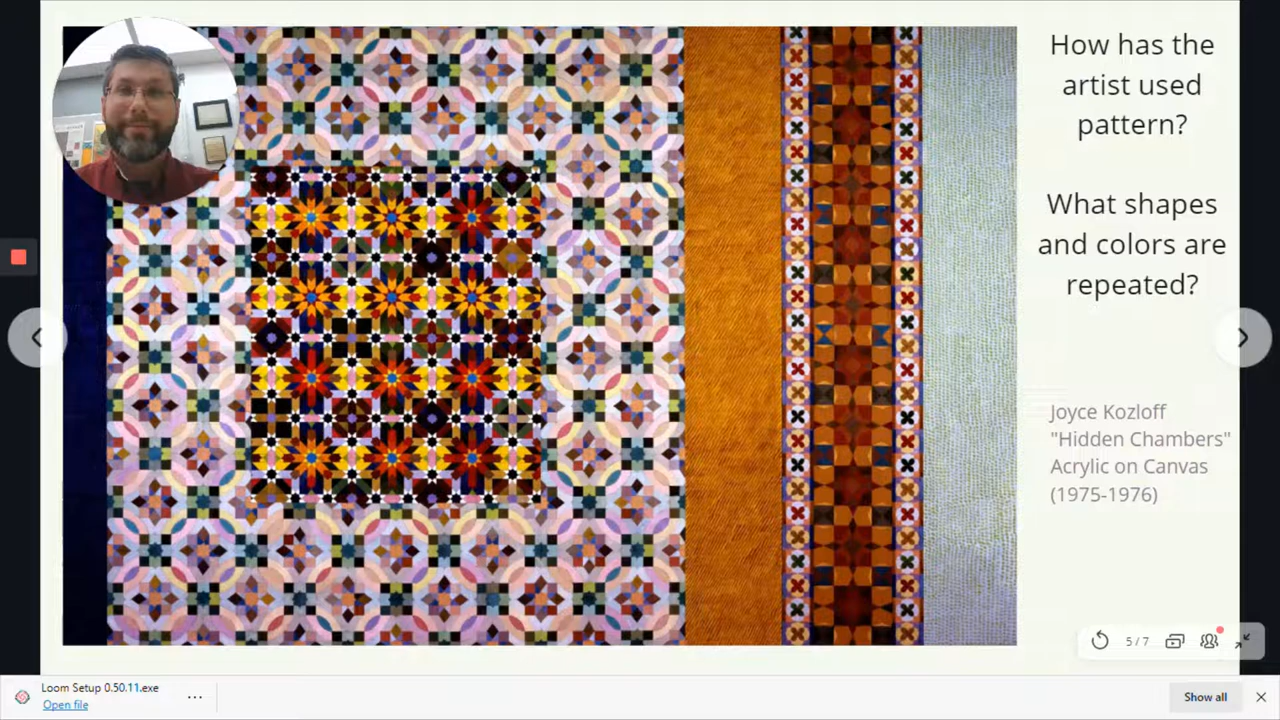 How has the
artist used
pattern?
What shapes
and colors are
repeated?
Joyce Kozloff
"Hidden Chambers"
Acrylic on Canvas
(1975-1976)
5 / 7
Loom Setup 0.50.11.exe
Open file
Show all